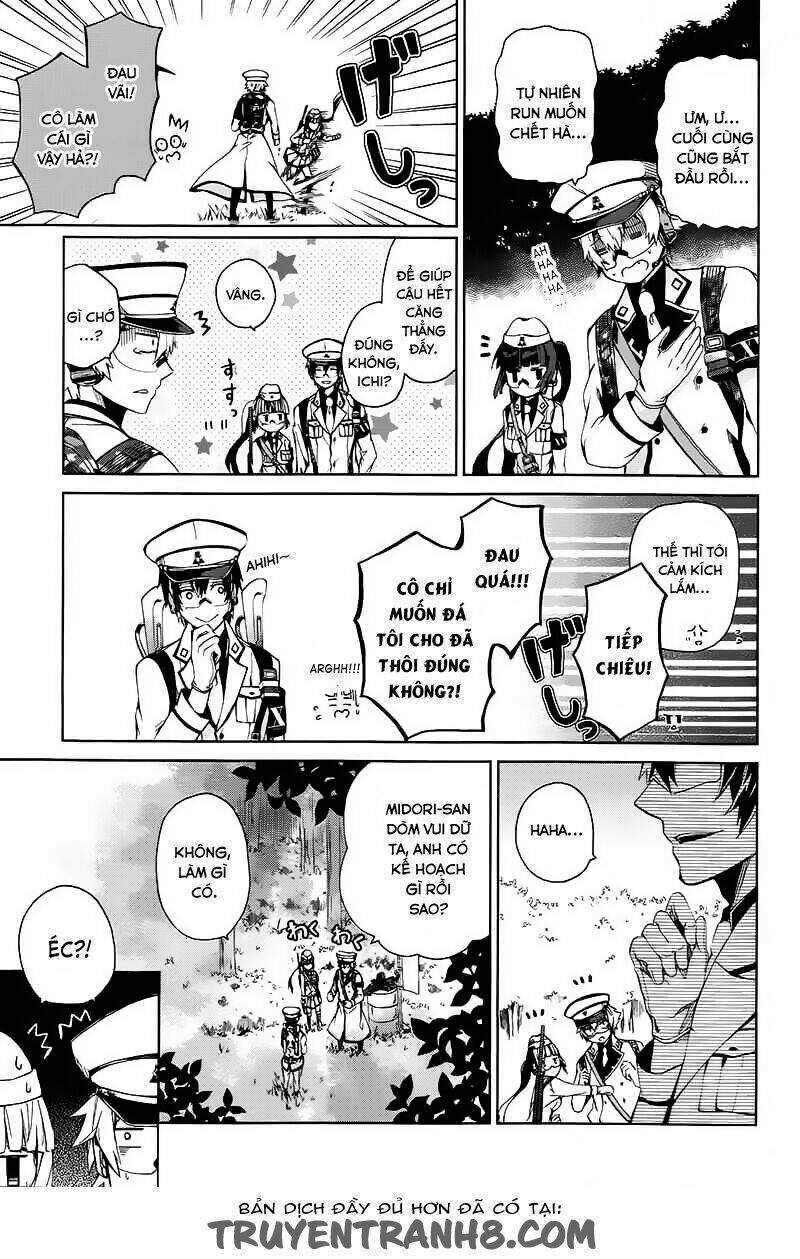 ƯM, Ư...
CUỐI CÙNG
CŨNG BẮT
ĐẦU RỒI...
TỰ NHIÊN
RUN MUỐN
CHẾT HÀ...
AH
HA
HA
HA
...
げしっ
ĐAU
VÃI!
CÔ LÀM
CÁI GÌ
VẬY HẢ?!
ĐỂ GIÚP
CẬU HẾT
CĂNG
THẲNG
ĐẤY.
ĐÚNG
KHÔNG,
ICHI?
VÂNG.
すすっ
GÌ CHỚ
...?
THẾ THÌ TÔI
CẢM KÍCH
LẮM...
TIẾP
CHIÊU!
げしっ
ĐAU
QUÁ!!!
CÔ CHỈ
MUỐN ĐÁ
TÔI CHO ĐÃ
THÔI ĐÚNG
KHÔNG?!
ARGHH!!!
AHIHI~
HAHA...
MIDORI-SAN
DÒM VUI DỮ
TA, ANH CÓ
KẾ HOẠCH
GÌ RỒI
SAO?
わくわく
KHÔNG,
LÀM GÌ
CÓ.
ÉC?!
BẢN DỊCH ĐẦY ĐỦ HƠN ĐÃ CÓ TẠI:
TRUYENTRANH8.COM